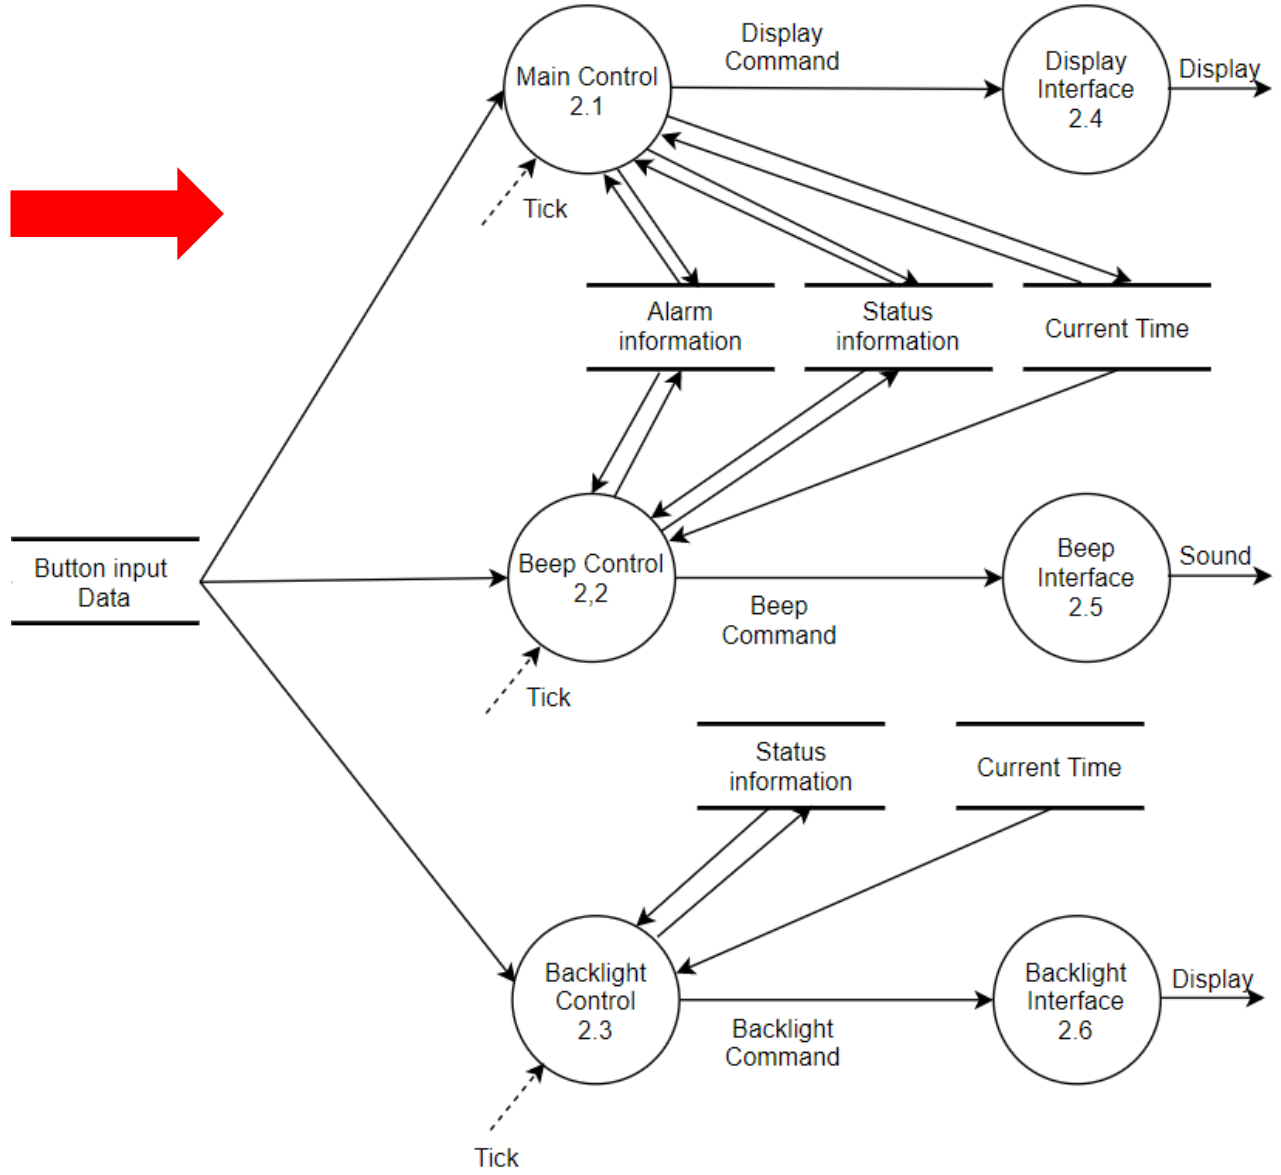 Display
Command
Main Control
2.1
Display
Interface
2.4
Display
Tick
Alarm
information
Status
information
Current Time
Button input
Data
Beep Control
2,2
Beep
Interface
2.5
Sound
Beep
Command
Tick
Status
information
Current Time
Backlight
Control
2.3
Backlight
Interface
2.6
Display
Backlight
Command
Tick